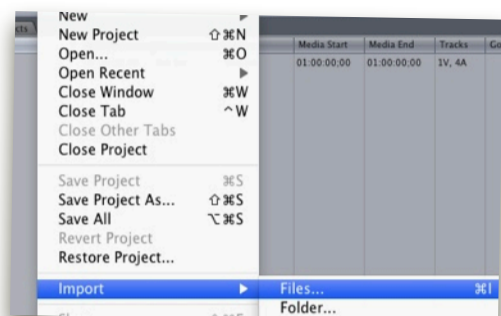 New
New Project ⇧⌘N
Open... ⌘O
Open Recent
Close Window ⌘W
Close Tab ^W
Close Other Tabs
Close Project
Save Project ⌘S
Save Project As... ⇧⌘S
Save All ⌥⌘S
Revert Project
Restore Project...
Import
Files... ⌘I
Folder...
cts
Media Start Media End Tracks
01:00:00;00 01:00:00;00 1V, 4A